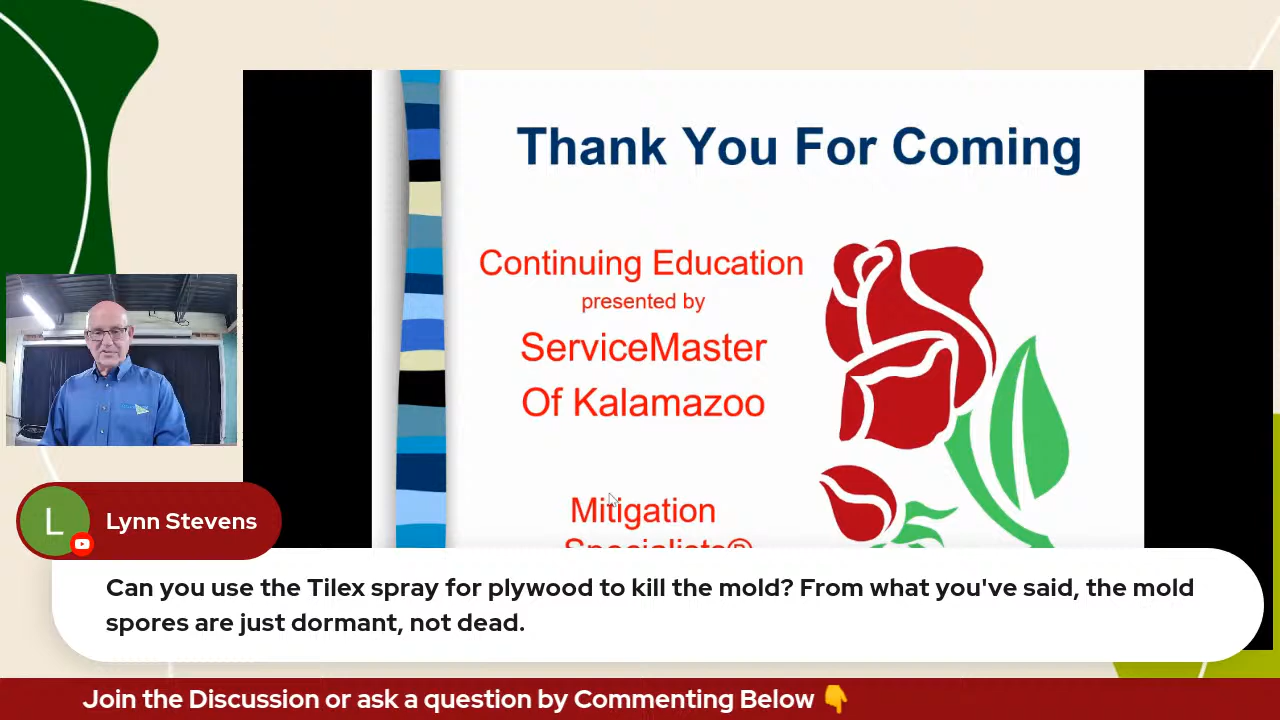 Thank You For Coming
Continuing Education
presented by
ServiceMaster
Of Kalamazoo
Mitigation
Specialists®
L
Lynn Stevens
Can you use the Tilex spray for plywood to kill the mold? From what you've said, the mold
spores are just dormant, not dead.
Join the Discussion or ask a question by Commenting Below 👇